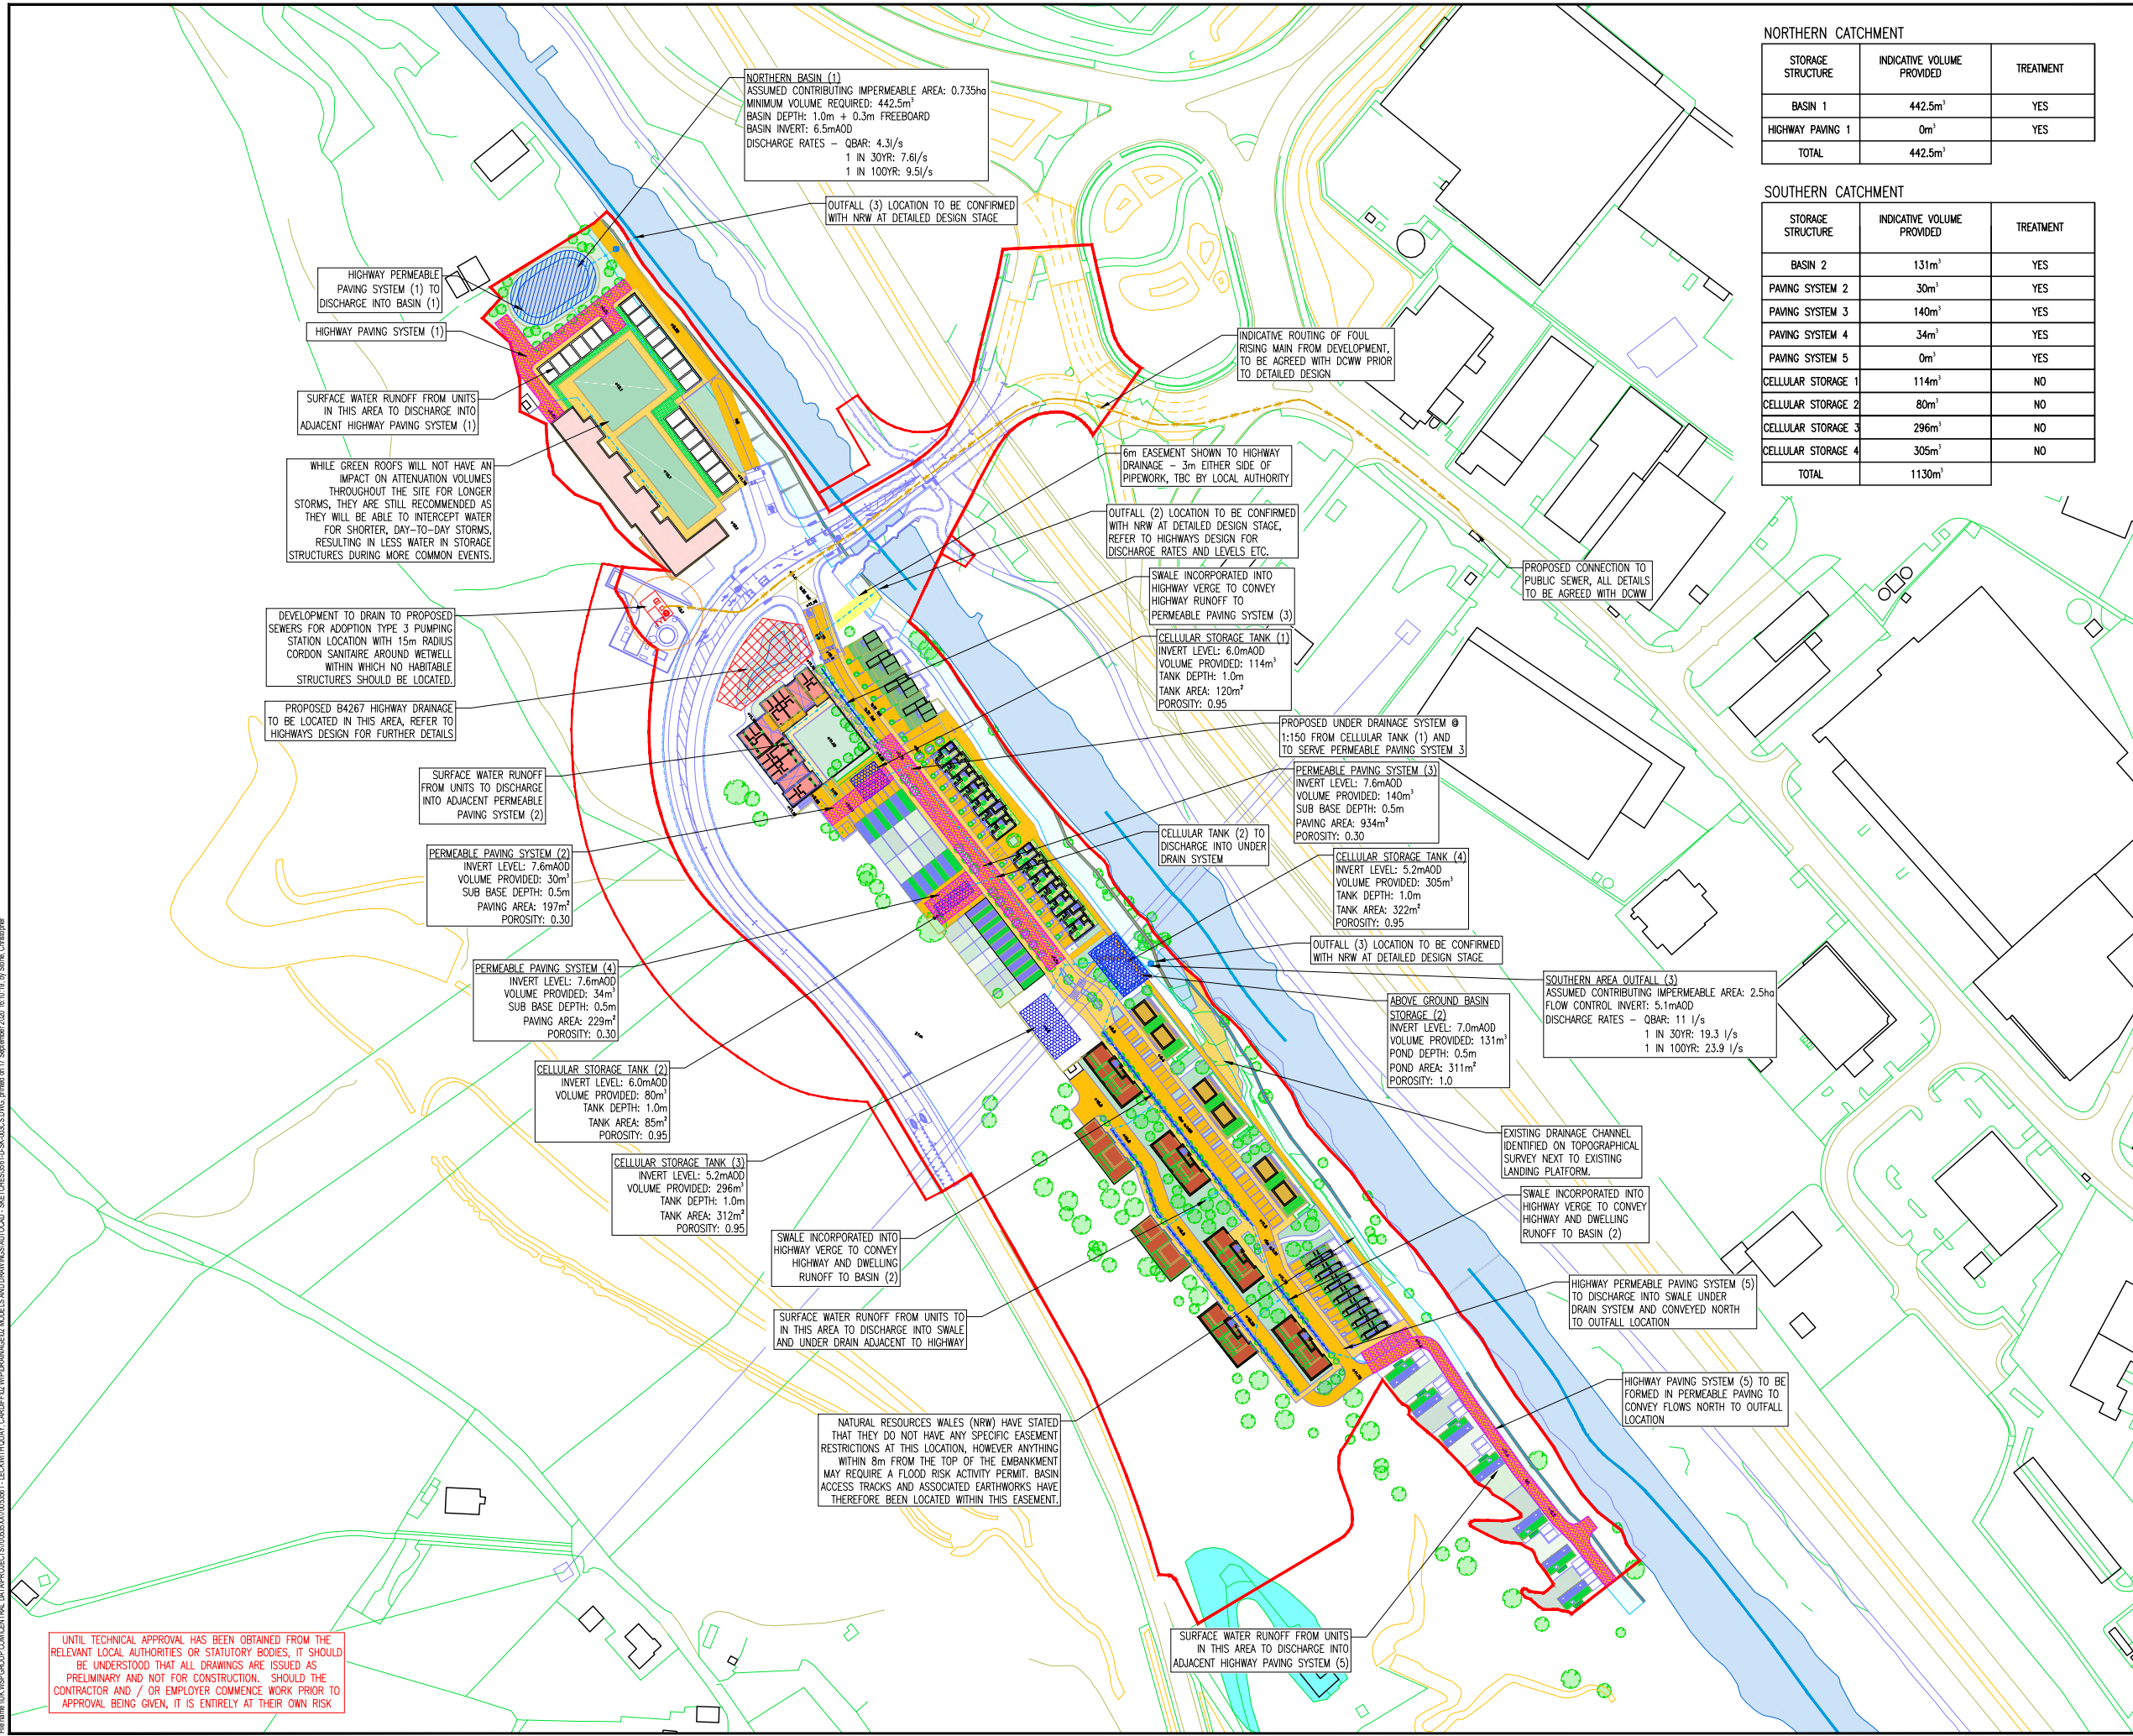 NORTHERN CATCHMENT
STORAGE STRUCTURE INDICATIVE VOLUME PROVIDED TREATMENT
BASIN 1 442.5m³ YES
HIGHWAY PAVING 1 0m³ YES
TOTAL 442.5m³
SOUTHERN CATCHMENT
STORAGE STRUCTURE INDICATIVE VOLUME PROVIDED TREATMENT
BASIN 2 131m³ YES
PAVING SYSTEM 2 30m³ YES
PAVING SYSTEM 3 140m³ YES
PAVING SYSTEM 4 34m³ YES
PAVING SYSTEM 5 0m³ YES
CELLULAR STORAGE 1 114m³ NO
CELLULAR STORAGE 2 80m³ NO
CELLULAR STORAGE 3 296m³ NO
CELLULAR STORAGE 4 305m³ NO
TOTAL 1130m³
NORTHERN BASIN (1)
ASSUMED CONTRIBUTING IMPERMEABLE AREA: 0.735ha
MINIMUM VOLUME REQUIRED: 442.5m³
BASIN DEPTH: 1.0m + 0.3m FREEBOARD
BASIN INVERT: 6.5mAOD
DISCHARGE RATES - QBAR: 4.3l/s
1 IN 30YR: 7.6l/s
1 IN 100YR: 9.5l/s
OUTFALL (3) LOCATION TO BE CONFIRMED
WITH NRW AT DETAILED DESIGN STAGE
HIGHWAY PERMEABLE
PAVING SYSTEM (1) TO
DISCHARGE INTO BASIN (1)
HIGHWAY PAVING SYSTEM (1)
SURFACE WATER RUNOFF FROM UNITS
IN THIS AREA TO DISCHARGE INTO
ADJACENT HIGHWAY PAVING SYSTEM (1)
WHILE GREEN ROOFS WILL NOT HAVE AN
IMPACT ON ATTENUATION VOLUMES
THROUGHOUT THE SITE FOR LONGER
STORMS, THEY ARE STILL RECOMMENDED AS
THEY WILL BE ABLE TO INTERCEPT WATER
FOR SHORTER, DAY-TO-DAY STORMS,
RESULTING IN LESS WATER IN STORAGE
STRUCTURES DURING MORE COMMON EVENTS.
DEVELOPMENT TO DRAIN TO PROPOSED
SEWERS FOR ADOPTION TYPE 3 PUMPING
STATION LOCATION WITH 15m RADIUS
CORDON SANITAIRE AROUND WETWELL
WITHIN WHICH NO HABITABLE
STRUCTURES SHOULD BE LOCATED.
PROPOSED B4267 HIGHWAY DRAINAGE
TO BE LOCATED IN THIS AREA, REFER TO
HIGHWAYS DESIGN FOR FURTHER DETAILS
SURFACE WATER RUNOFF
FROM UNITS TO DISCHARGE
INTO ADJACENT PERMEABLE
PAVING SYSTEM (2)
PERMEABLE PAVING SYSTEM (2)
INVERT LEVEL: 7.6mAOD
VOLUME PROVIDED: 30m³
SUB BASE DEPTH: 0.5m
PAVING AREA: 197m²
POROSITY: 0.30
PERMEABLE PAVING SYSTEM (4)
INVERT LEVEL: 7.6mAOD
VOLUME PROVIDED: 34m³
SUB BASE DEPTH: 0.5m
PAVING AREA: 229m²
POROSITY: 0.30
CELLULAR STORAGE TANK (2)
INVERT LEVEL: 6.0mAOD
VOLUME PROVIDED: 80m³
TANK DEPTH: 1.0m
TANK AREA: 85m²
POROSITY: 0.95
CELLULAR STORAGE TANK (3)
INVERT LEVEL: 5.2mAOD
VOLUME PROVIDED: 296m³
TANK DEPTH: 1.0m
TANK AREA: 312m²
POROSITY: 0.95
SWALE INCORPORATED INTO
HIGHWAY VERGE TO CONVEY
HIGHWAY AND DWELLING
RUNOFF TO BASIN (2)
SURFACE WATER RUNOFF FROM UNITS TO
IN THIS AREA TO DISCHARGE INTO SWALE
AND UNDER DRAIN ADJACENT TO HIGHWAY
NATURAL RESOURCES WALES (NRW) HAVE STATED
THAT THEY DO NOT HAVE ANY SPECIFIC EASEMENT
RESTRICTIONS AT THIS LOCATION, HOWEVER ANYTHING
WITHIN 8m FROM THE TOP OF THE EMBANKMENT
MAY REQUIRE A FLOOD RISK ACTIVITY PERMIT. BASIN
ACCESS TRACKS AND ASSOCIATED EARTHWORKS HAVE
THEREFORE BEEN LOCATED WITHIN THIS EASEMENT.
INDICATIVE ROUTING OF FOUL
RISING MAIN FROM DEVELOPMENT,
TO BE AGREED WITH DCWW PRIOR
TO DETAILED DESIGN
6m EASEMENT SHOWN TO HIGHWAY
DRAINAGE - 3m EITHER SIDE OF
PIPEWORK, TBC BY LOCAL AUTHORITY
OUTFALL (2) LOCATION TO BE CONFIRMED
WITH NRW AT DETAILED DESIGN STAGE,
REFER TO HIGHWAYS DESIGN FOR
DISCHARGE RATES AND LEVELS ETC.
PROPOSED CONNECTION TO
PUBLIC SEWER, ALL DETAILS
TO BE AGREED WITH DCWW
SWALE INCORPORATED INTO
HIGHWAY VERGE TO CONVEY
HIGHWAY RUNOFF TO
PERMEABLE PAVING SYSTEM (3)
CELLULAR STORAGE TANK (1)
INVERT LEVEL: 6.0mAOD
VOLUME PROVIDED: 114m³
TANK DEPTH: 1.0m
TANK AREA: 120m²
POROSITY: 0.95
PROPOSED UNDER DRAINAGE SYSTEM @
1:150 FROM CELLULAR TANK (1) AND
TO SERVE PERMEABLE PAVING SYSTEM 3
PERMEABLE PAVING SYSTEM (3)
INVERT LEVEL: 7.6mAOD
VOLUME PROVIDED: 140m³
SUB BASE DEPTH: 0.5m
PAVING AREA: 934m²
POROSITY: 0.30
CELLULAR TANK (2) TO
DISCHARGE INTO UNDER
DRAIN SYSTEM
CELLULAR STORAGE TANK (4)
INVERT LEVEL: 5.2mAOD
VOLUME PROVIDED: 305m³
TANK DEPTH: 1.0m
TANK AREA: 322m²
POROSITY: 0.95
OUTFALL (3) LOCATION TO BE CONFIRMED
WITH NRW AT DETAILED DESIGN STAGE
SOUTHERN AREA OUTFALL (3)
ASSUMED CONTRIBUTING IMPERMEABLE AREA: 2.5ha
FLOW CONTROL INVERT: 5.1mAOD
DISCHARGE RATES - QBAR: 11 l/s
1 IN 30YR: 19.3 l/s
1 IN 100YR: 23.9 l/s
ABOVE GROUND BASIN
STORAGE (2)
INVERT LEVEL: 7.0mAOD
VOLUME PROVIDED: 131m³
POND DEPTH: 0.5m
POND AREA: 311m²
POROSITY: 1.0
EXISTING DRAINAGE CHANNEL
IDENTIFIED ON TOPOGRAPHICAL
SURVEY NEXT TO EXISTING
LANDING PLATFORM.
SWALE INCORPORATED INTO
HIGHWAY VERGE TO CONVEY
HIGHWAY AND DWELLING
RUNOFF TO BASIN (2)
HIGHWAY PERMEABLE PAVING SYSTEM (5)
TO DISCHARGE INTO SWALE UNDER
DRAIN SYSTEM AND CONVEYED NORTH
TO OUTFALL LOCATION
HIGHWAY PAVING SYSTEM (5) TO BE
FORMED IN PERMEABLE PAVING TO
CONVEY FLOWS NORTH TO OUTFALL
LOCATION
SURFACE WATER RUNOFF FROM UNITS
IN THIS AREA TO DISCHARGE INTO
ADJACENT HIGHWAY PAVING SYSTEM (5)
UNTIL TECHNICAL APPROVAL HAS BEEN OBTAINED FROM THE
RELEVANT LOCAL AUTHORITIES OR STATUTORY BODIES, IT SHOULD
BE UNDERSTOOD THAT ALL DRAWINGS ARE ISSUED AS
PRELIMINARY AND NOT FOR CONSTRUCTION. SHOULD THE
CONTRACTOR AND / OR EMPLOYER COMMENCE WORK PRIOR TO
APPROVAL BEING GIVEN, IT IS ENTIRELY AT THEIR OWN RISK